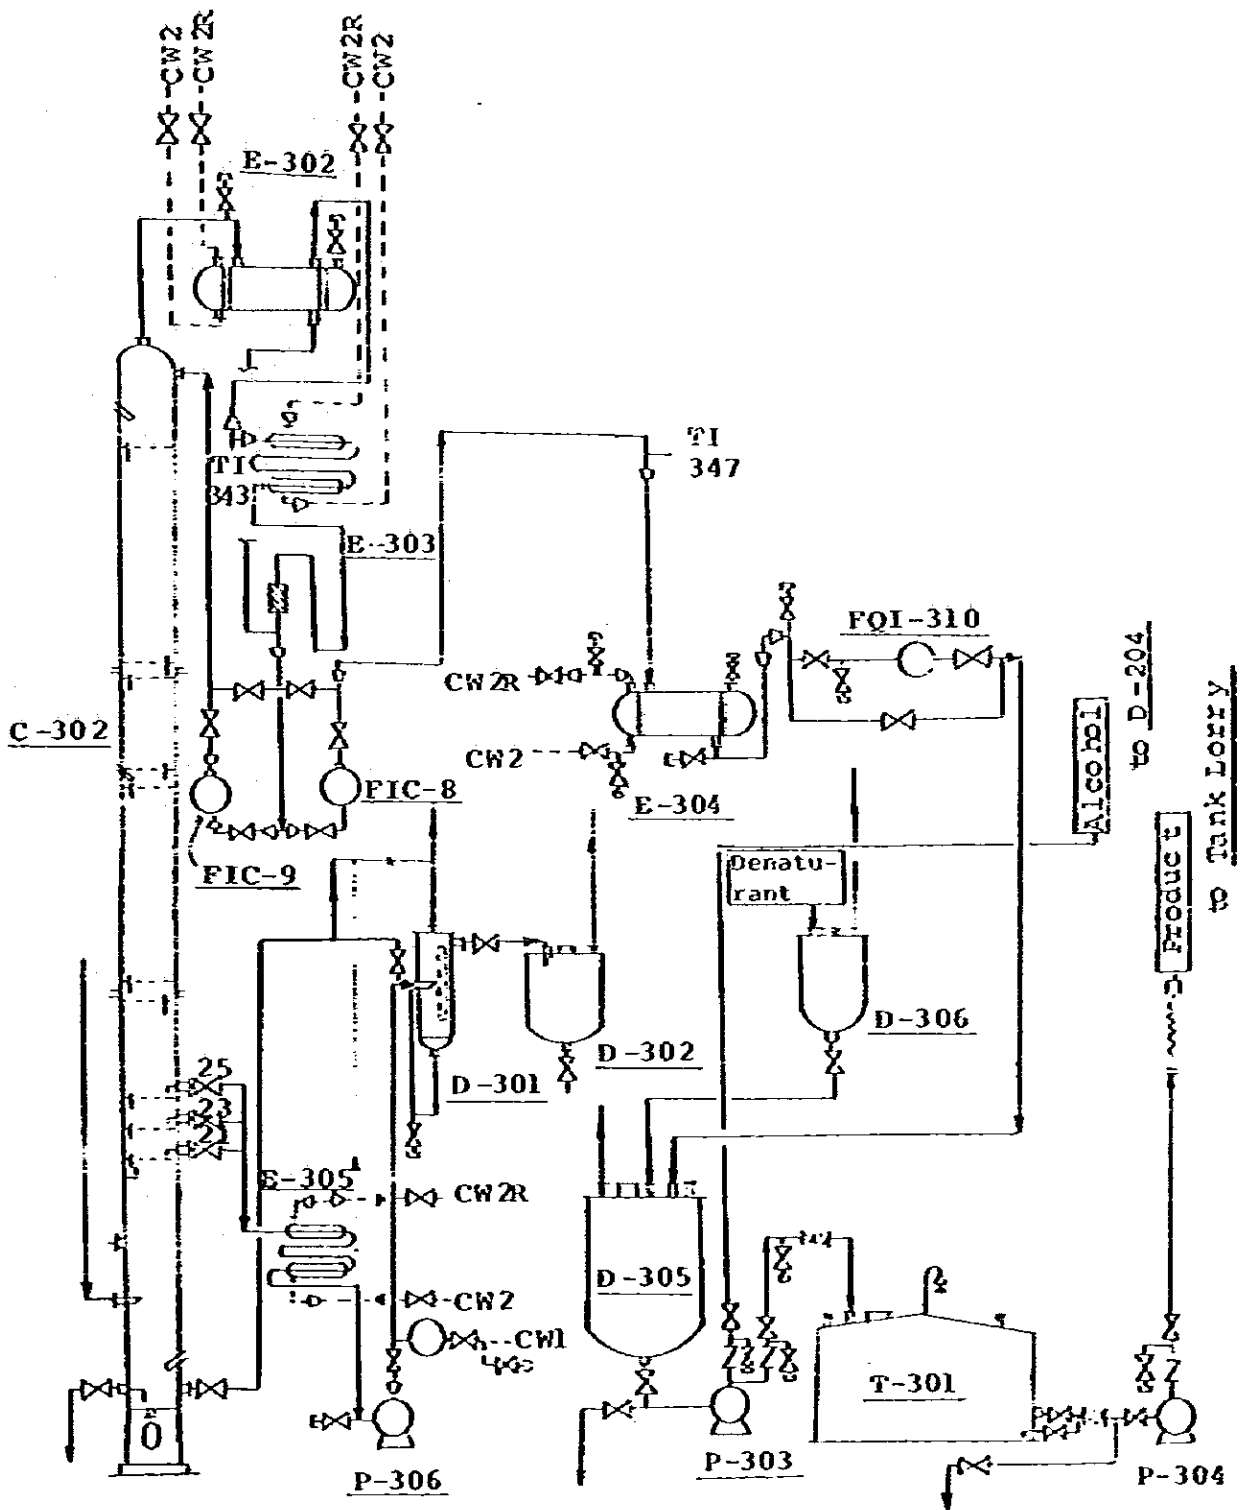 CW2
CW2R
CW2R
CW2
E-302
TI
343
TI
347
E-303
FQI-310
CW2R
CW2
E-304
C-302
FIC-8
FIC-9
Alcohol
to D-204
Product
to Tank Lorry
Denatu-
rant
D-306
D-302
D-301
25
23
21
E-305
CW2R
CW2
CW1
D-305
T-301
P-306
P-303
P-304